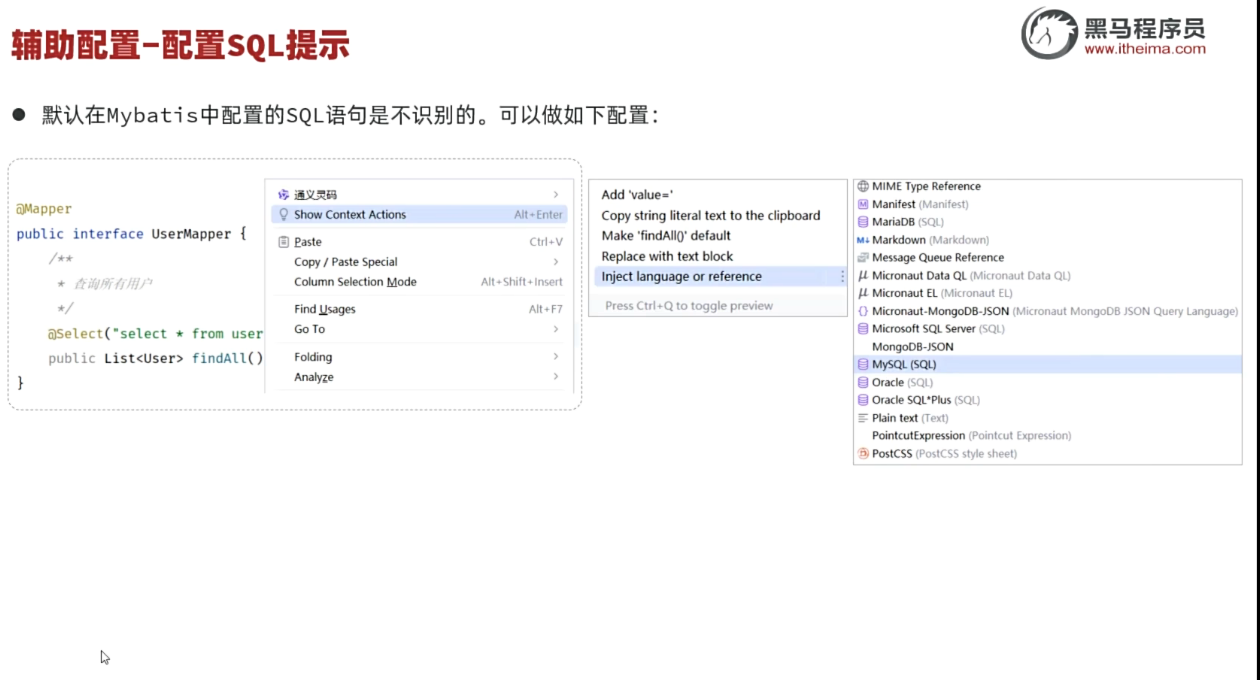 辅助配置-配置SQL提示
黑马程序员
www.itheima.com
默认在Mybatis中配置的SQL语句是不识别的。可以做如下配置：
@Mapper
public interface UserMapper {
/**
* 查询所有用户
*/
@Select("select * from user
public List<User> findAll()
}
通义灵码
Show Context Actions Alt+Enter
Paste Ctrl+V
Copy / Paste Special
Column Selection Mode Alt+Shift+Insert
Find Usages Alt+F7
Go To
Folding
Analyze
Add 'value='
Copy string literal text to the clipboard
Make 'findAll()' default
Replace with text block
Inject language or reference
Press Ctrl+Q to toggle preview
MIME Type Reference
Manifest (Manifest)
MariaDB (SQL)
Markdown (Markdown)
Message Queue Reference
Micronaut Data QL (Micronaut Data QL)
Micronaut EL (Micronaut EL)
Micronaut-MongoDB-JSON (Micronaut MongoDB JSON Query Language)
Microsoft SQL Server (SQL)
MongoDB-JSON
MySQL (SQL)
Oracle (SQL)
Oracle SQL*Plus (SQL)
Plain text (Text)
PointcutExpression (Pointcut Expression)
PostCSS (PostCSS style sheet)